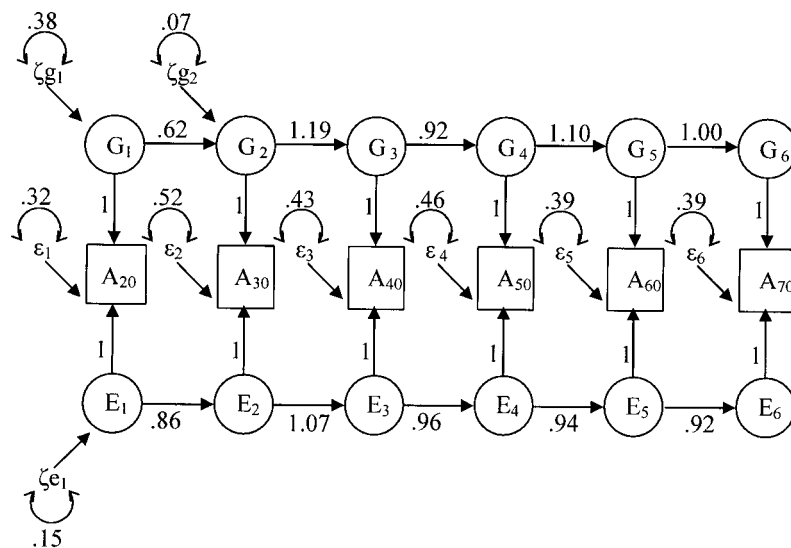 .38 .07
ζg₁ ζg₂
G₁ .62 G₂ 1.19 G₃ .92 G₄ 1.10 G₅ 1.00 G₆
.32 1 .52 1 .43 1 .46 1 .39 1 .39 1
ε₁ ε₂ ε₃ ε₄ ε₅ ε₆
A₂₀ A₃₀ A₄₀ A₅₀ A₆₀ A₇₀
1 1 1 1 1 1
E₁ E₂ E₃ E₄ E₅ E₆
.86 1.07 .96 .94 .92
ζe₁
.15